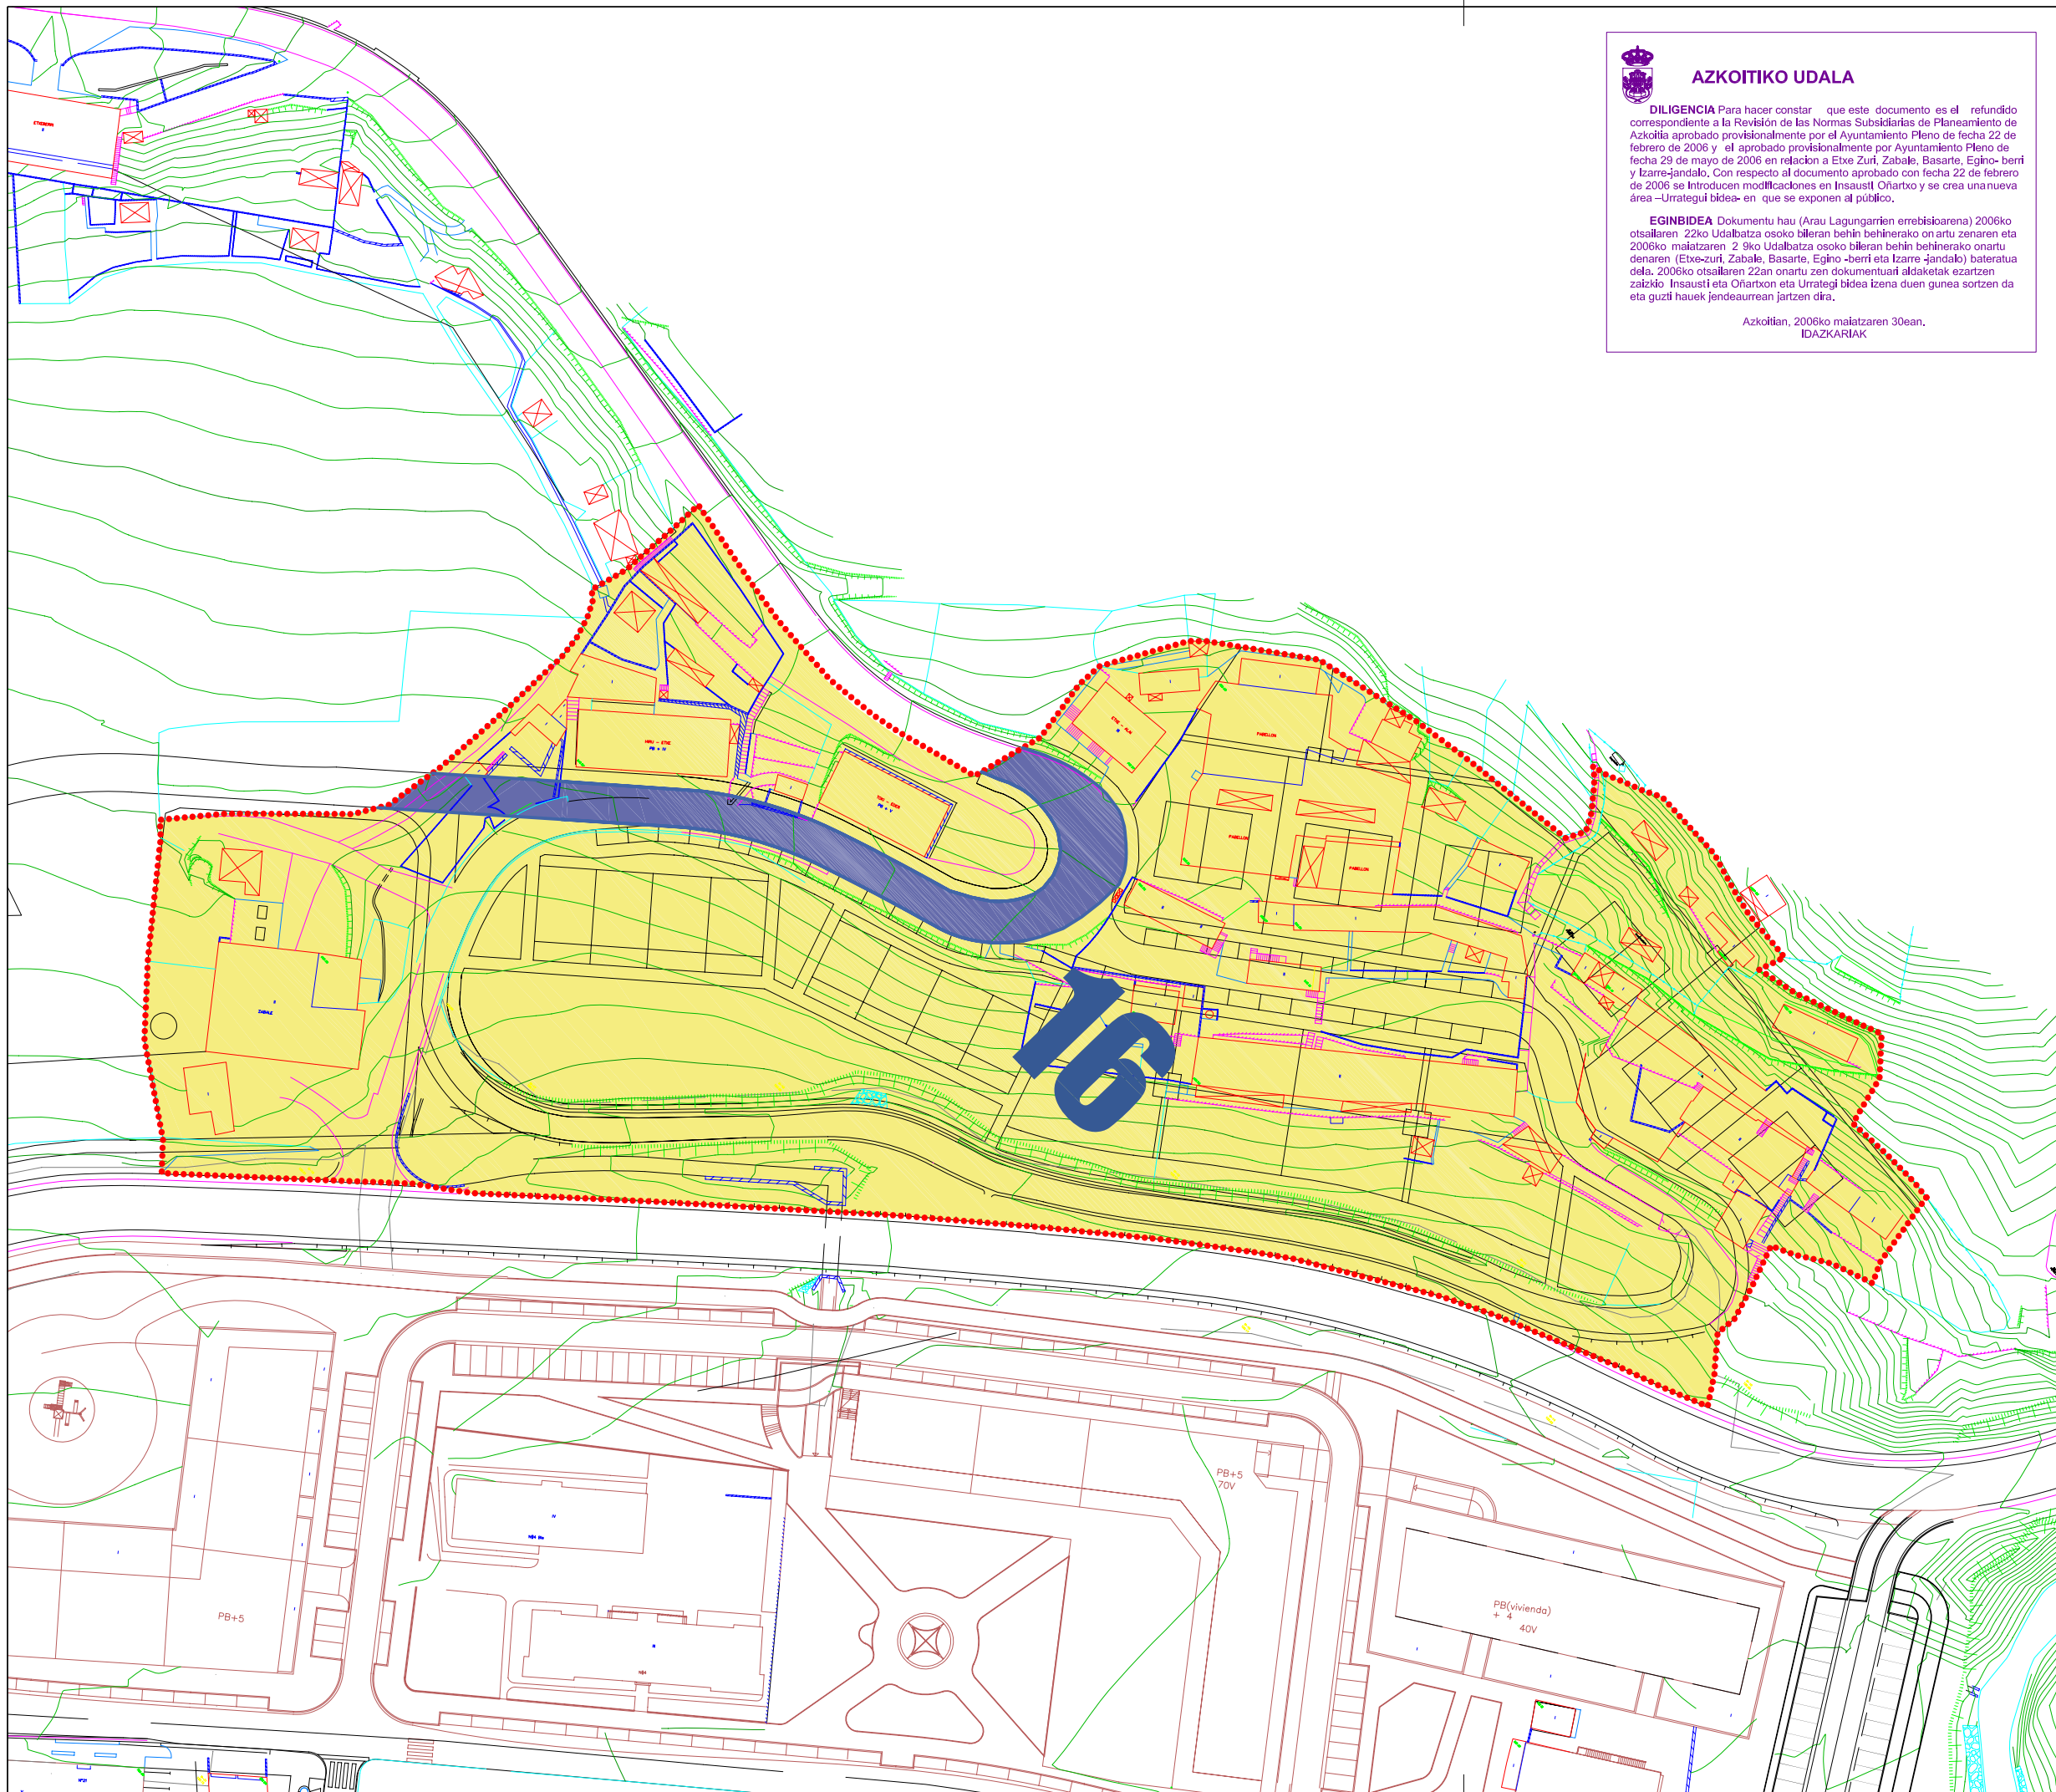 AZKOITIKO UDALA
DILIGENCIA Para hacer constar que este documento es el refundido
correspondiente a la Revisión de las Normas Subsidiarias de Planeamiento de
Azkoitia aprobado provisionalmente por el Ayuntamiento Pleno de fecha 22 de
febrero de 2006 y el aprobado provisionalmente por Ayuntamiento Pleno de
fecha 29 de mayo de 2006 en relacion a Etxe Zuri, Zabale, Basarte, Egino- berri
y Izarre-jandalo. Con respecto al documento aprobado con fecha 22 de febrero
de 2006 se introducen modificaciones en Insausti, Oñartxo y se crea una nueva
área –Urrategui bidea- en que se exponen al público.
EGINBIDEA Dokumentu hau (Arau Lagungarrien errebisioarena) 2006ko
otsailaren 22ko Udalbatza osoko bileran behin behinerako on artu zenaren eta
2006ko maiatzaren 2 9ko Udalbatza osoko bileran behin behinerako onartu
denaren (Etxe-zuri, Zabale, Basarte, Egino -berri eta Izarre -jandalo) bateratua
dela. 2006ko otsailaren 22an onartu zen dokumentuari aldaketak ezartzen
zaizkio Insausti eta Oñartxon eta Urrategi bidea izena duen gunea sortzen da
eta guzti hauek jendeaurrean jartzen dira.
Azkoitian, 2006ko maiatzaren 30ean.
IDAZKARIAK
PABELLON
PABELLON
PABELLON
ZABALE
16
PB+5
70V
PB+5
PB(vivienda)
+ 4
40V